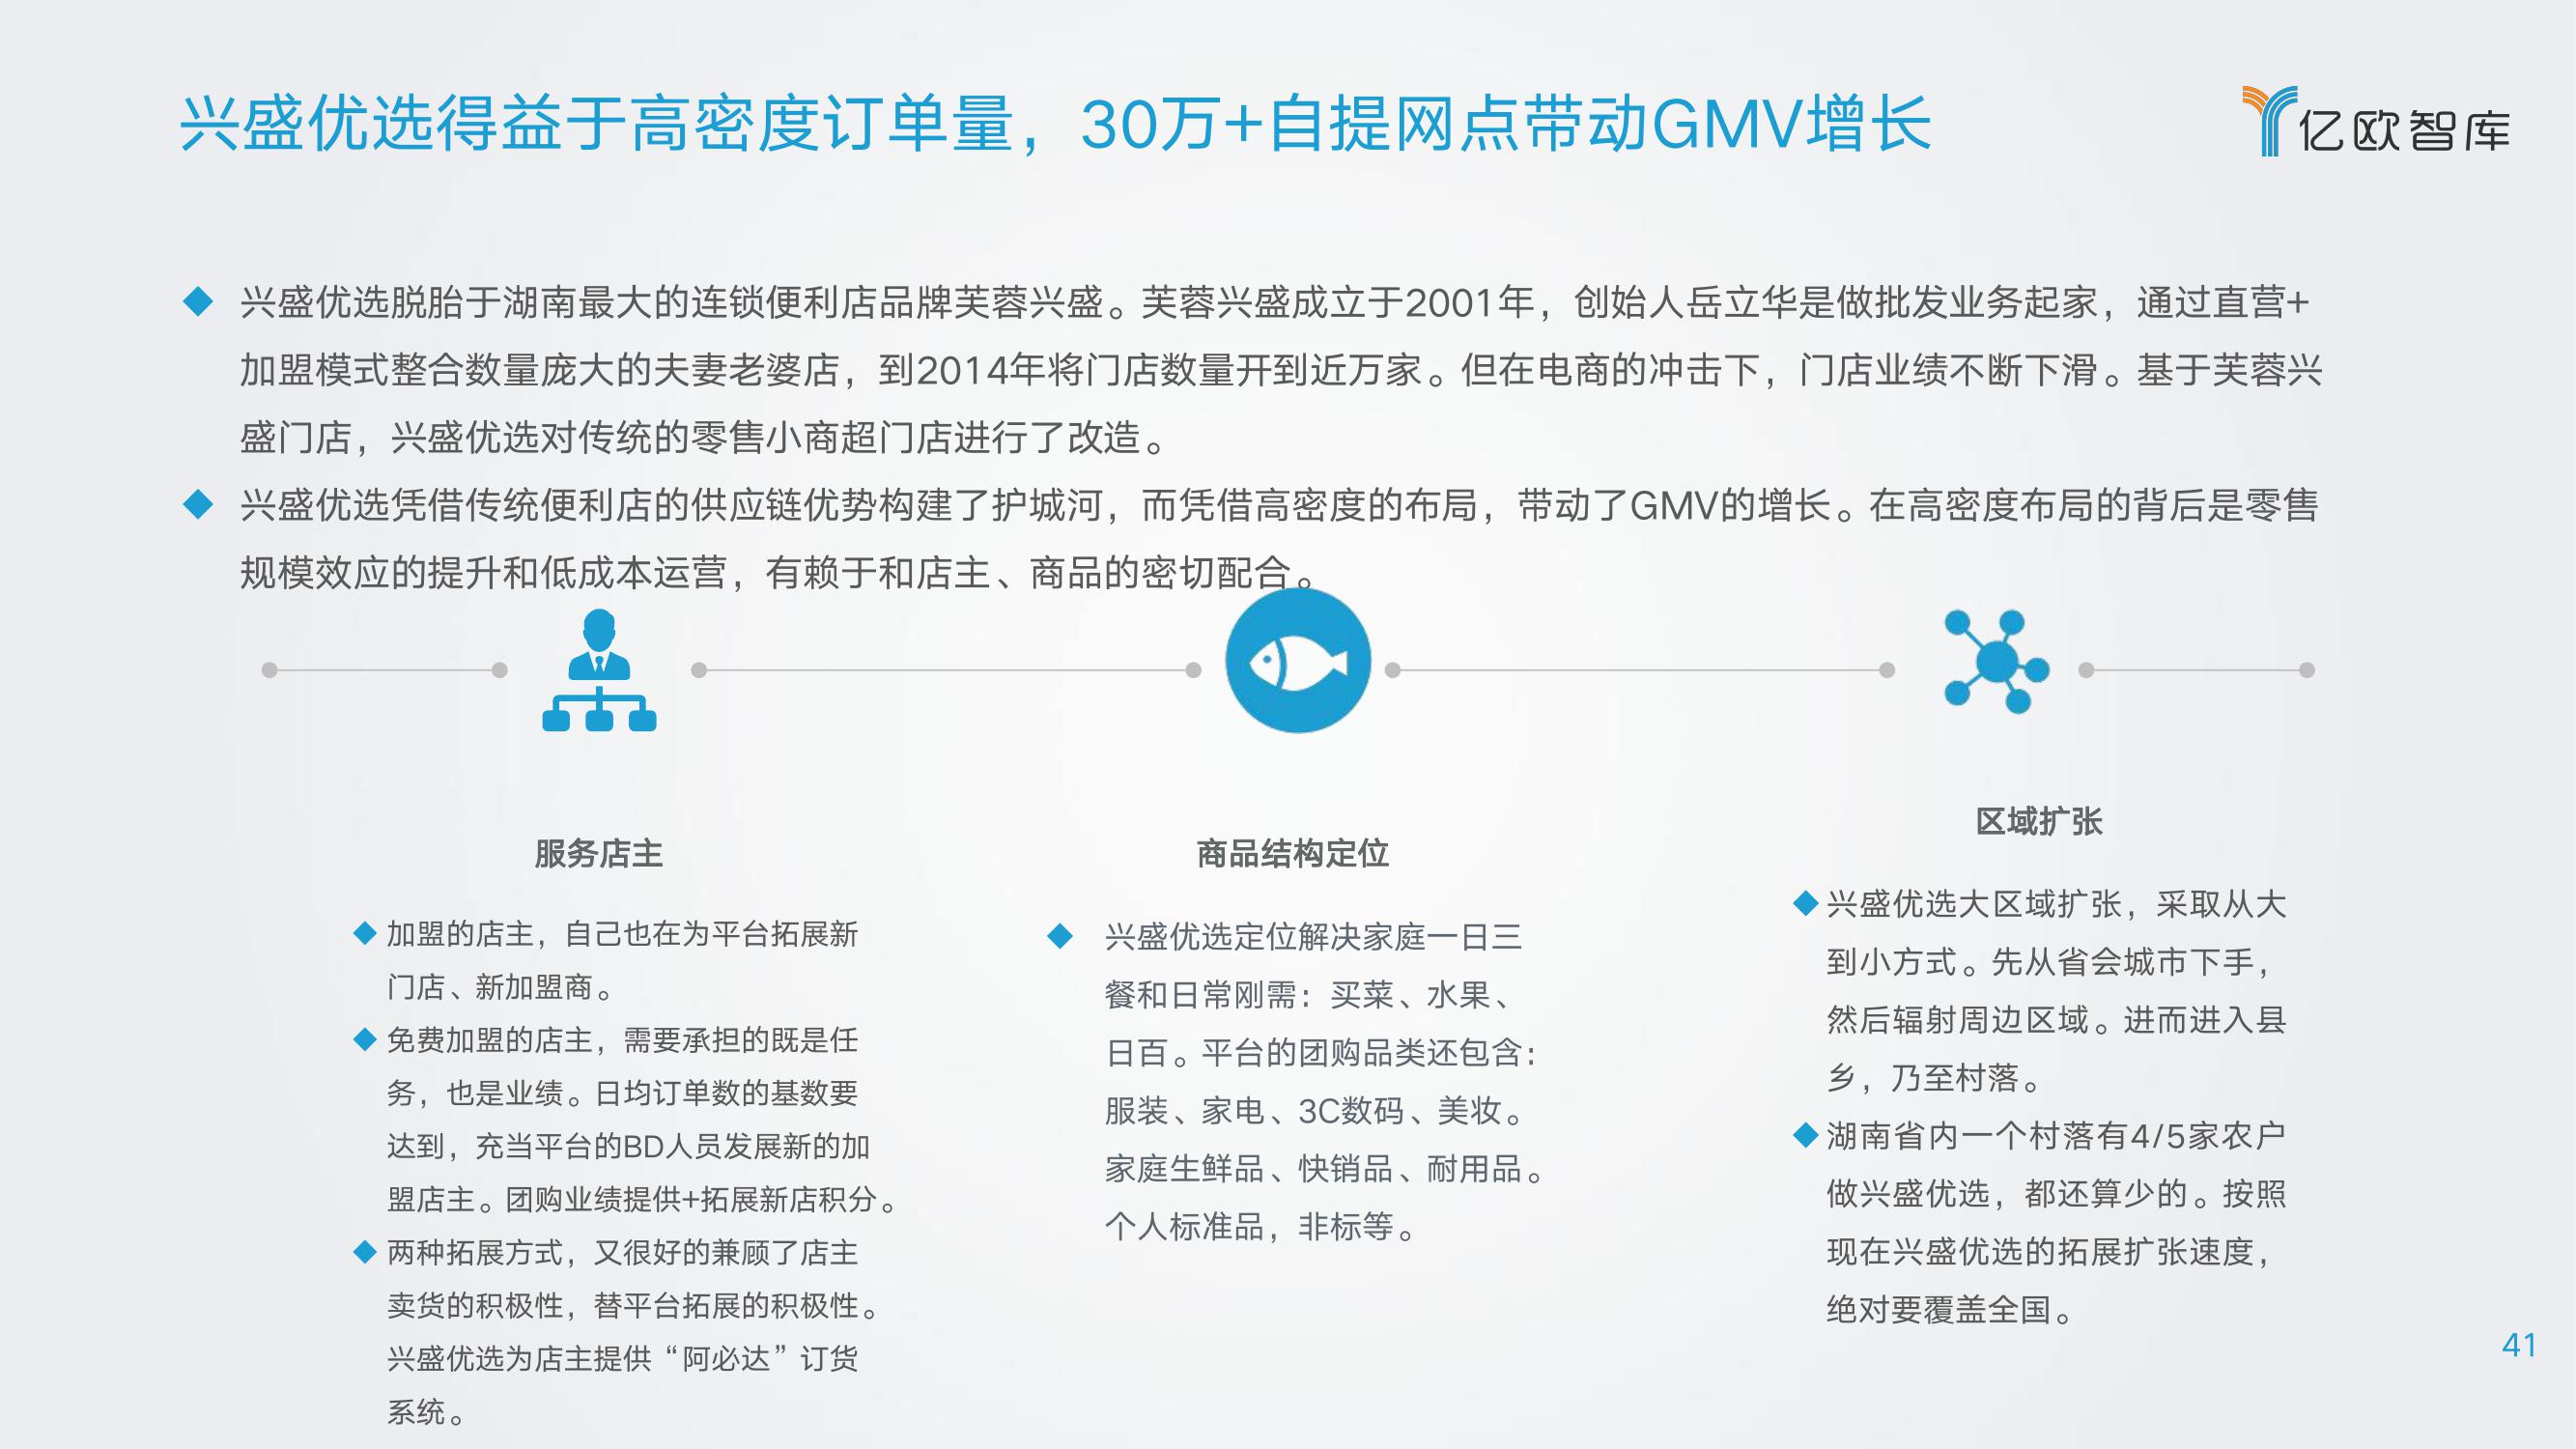 兴盛优选得益于高密度订单量，30万+自提网点带动GMV增长
亿欧智库
兴盛优选脱胎于湖南最大的连锁便利店品牌芙蓉兴盛。芙蓉兴盛成立于2001年，创始人岳立华是做批发业务起家，通过直营+
加盟模式整合数量庞大的夫妻老婆店，到2014年将门店数量开到近万家。但在电商的冲击下，门店业绩不断下滑。基于芙蓉兴
盛门店，兴盛优选对传统的零售小商超门店进行了改造。
兴盛优选凭借传统便利店的供应链优势构建了护城河，而凭借高密度的布局，带动了GMV的增长。在高密度布局的背后是零售
规模效应的提升和低成本运营，有赖于和店主、商品的密切配合。
服务店主
加盟的店主，自己也在为平台拓展新
门店、新加盟商。
免费加盟的店主，需要承担的既是任
务，也是业绩。日均订单数的基数要
达到，充当平台的BD人员发展新的加
盟店主。团购业绩提供+拓展新店积分。
两种拓展方式，又很好的兼顾了店主
卖货的积极性，替平台拓展的积极性。
兴盛优选为店主提供“阿必达”订货
系统。
商品结构定位
兴盛优选定位解决家庭一日三
餐和日常刚需：买菜、水果、
日百。平台的团购品类还包含：
服装、家电、3C数码、美妆。
家庭生鲜品、快销品、耐用品。
个人标准品，非标等。
区域扩张
兴盛优选大区域扩张，采取从大
到小方式。先从省会城市下手，
然后辐射周边区域。进而进入县
乡，乃至村落。
湖南省内一个村落有4/5家农户
做兴盛优选，都还算少的。按照
现在兴盛优选的拓展扩张速度，
绝对要覆盖全国。
41